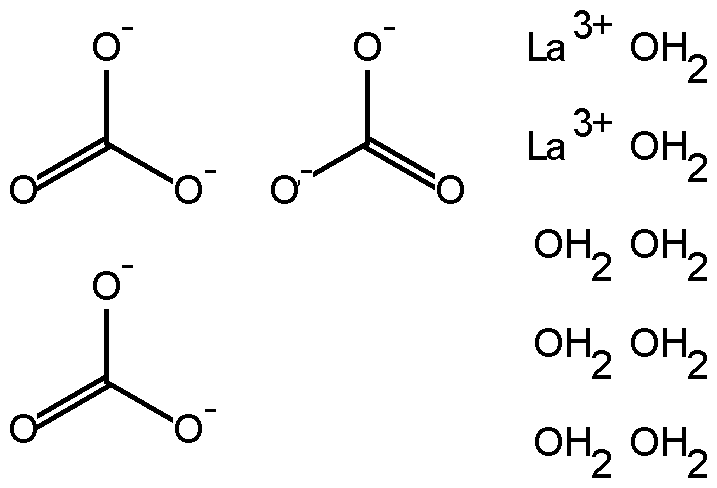 O⁻ O⁻ La³⁺ OH₂
La³⁺ OH₂
O O⁻ O⁻ O
OH₂ OH₂
O⁻
OH₂ OH₂
O O⁻
OH₂ OH₂